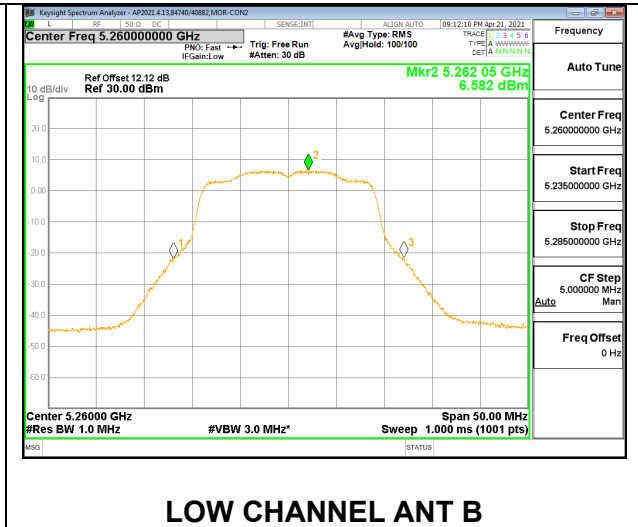 Keysight Spectrum Analyzer - AP2021.4.13,84740/40882,MOR-CON2
L RF 50 Ω DC SENSE:INT ALIGN AUTO 09:12:10 PM Apr 21, 2021
Center Freq 5.260000000 GHz
PNO: Fast
IFGain:Low
Trig: Free Run
#Atten: 30 dB
#Avg Type: RMS
Avg|Hold: 100/100
TRACE 1 2 3 4 5 6
TYPE A WWWWW
DET A N N N N N
Frequency
Auto Tune
Center Freq
5.260000000 GHz
Start Freq
5.235000000 GHz
Stop Freq
5.285000000 GHz
CF Step
5.000000 MHz
Auto Man
Freq Offset
0 Hz
Mkr2 5.262 05 GHz
6.582 dBm
Ref Offset 12.12 dB
10 dB/div Ref 30.00 dBm
Log
20.0
10.0
0.00
-10.0
-20.0
-30.0
-40.0
-50.0
-60.0
1
2
3
Center 5.26000 GHz Span 50.00 MHz
#Res BW 1.0 MHz #VBW 3.0 MHz* Sweep 1.000 ms (1001 pts)
MSG STATUS
LOW CHANNEL ANT B